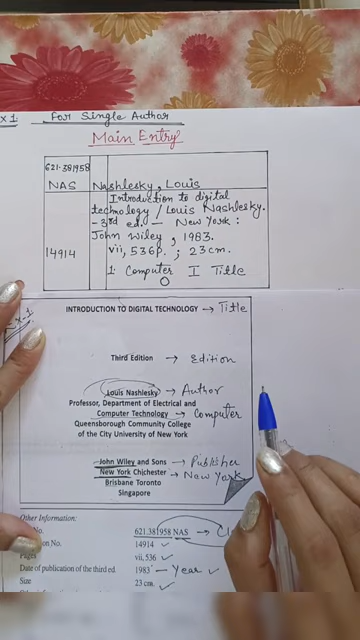 Ex 1: For Single Author
Main Entry
621.381958
NAS Nashlesky, Louis
Introduction to digital
technology / Louis Nashlesky.
- 3rd ed. - New York:
John Wiley, 1983.
14914 vii, 536p. ; 23cm.
1. Computer I Title
INTRODUCTION TO DIGITAL TECHNOLOGY → Title
Third Edition → Edition
Louis Nashlesky → Author
Professor, Department of Electrical and
Computer Technology → Computer
Queensborough Community College
of the City University of New York
John Wiley and Sons → Publisher
New York Chichester → New York
Brisbane Toronto
Singapore
Other Information:
No. 621.381958 NAS →
No. 14914
Pages vii, 536
Date of publication of the third ed. 1983 - Year
Size 23 cm.